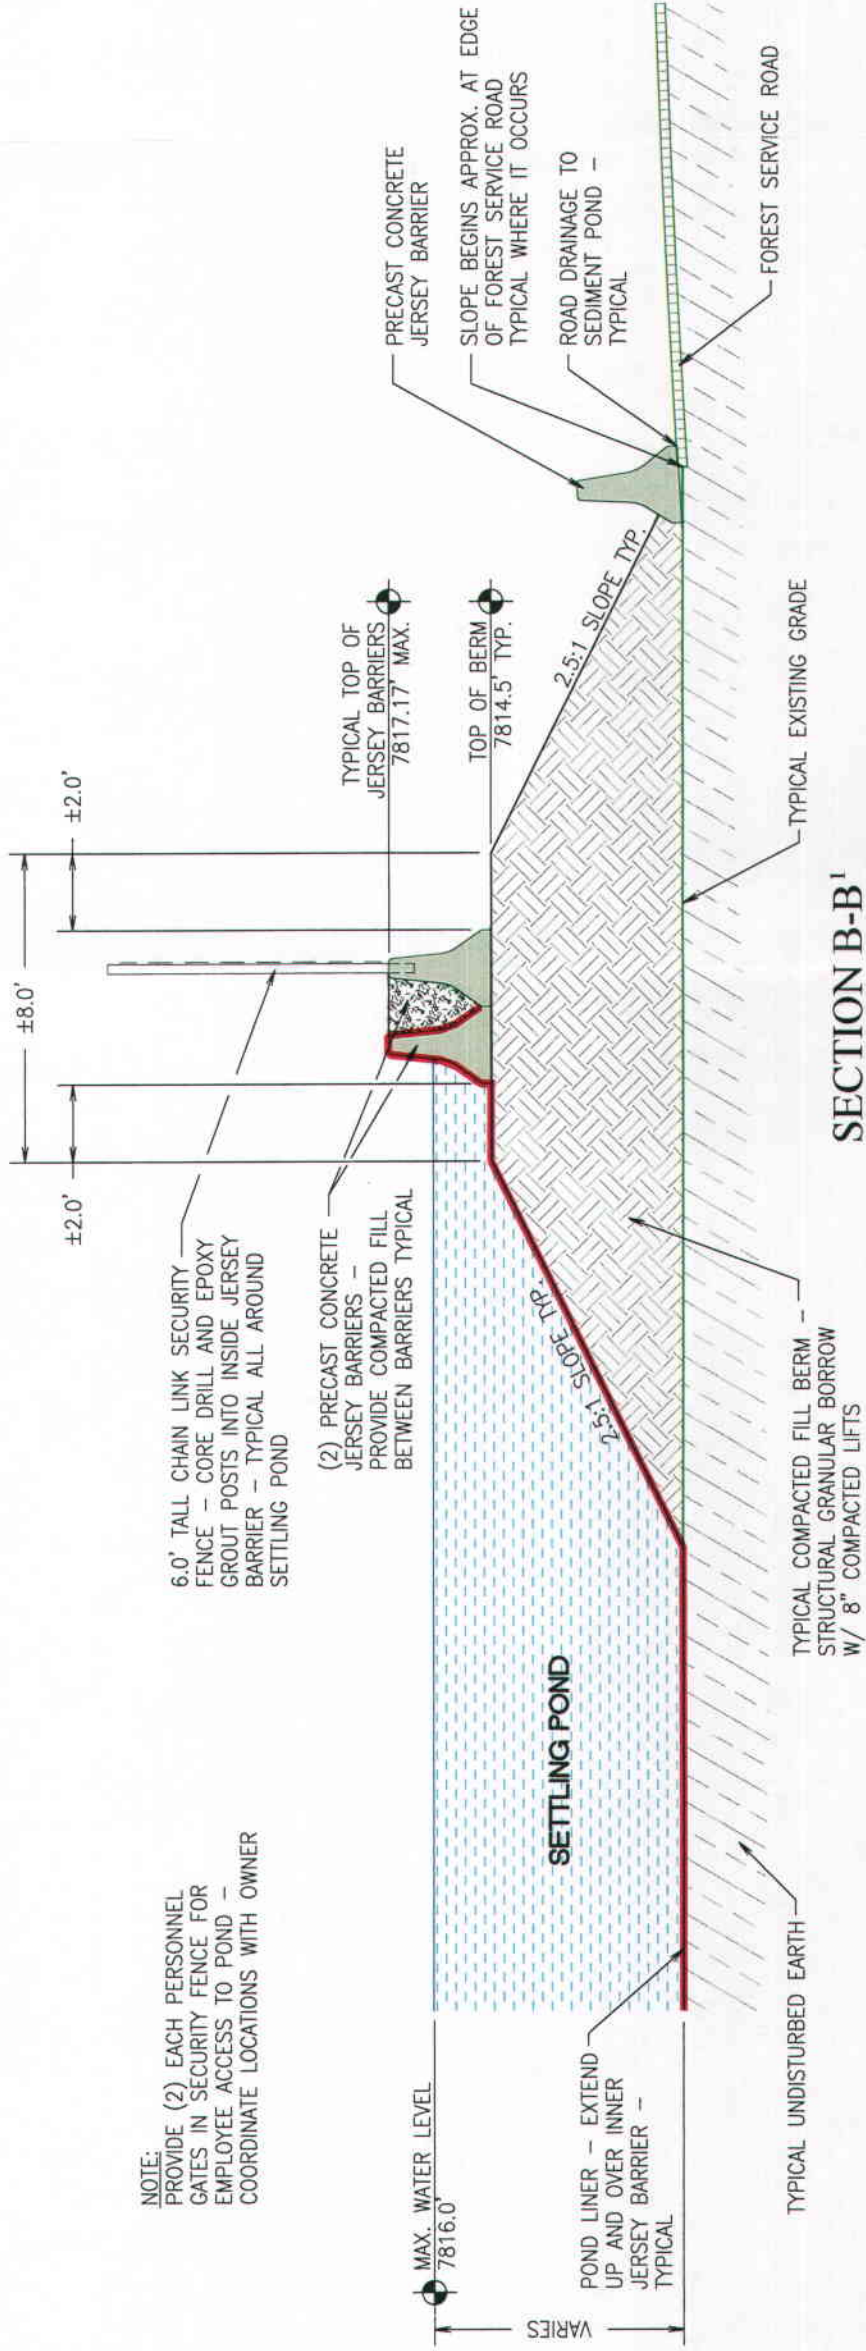 NOTE:
PROVIDE (2) EACH PERSONNEL
GATES IN SECURITY FENCE FOR
EMPLOYEE ACCESS TO POND –
COORDINATE LOCATIONS WITH OWNER
±8.0'
±2.0'
±2.0'
6.0' TALL CHAIN LINK SECURITY
FENCE – CORE DRILL AND EPOXY
GROUT POSTS INTO INSIDE JERSEY
BARRIER – TYPICAL ALL AROUND
SETTLING POND
(2) PRECAST CONCRETE
JERSEY BARRIERS –
PROVIDE COMPACTED FILL
BETWEEN BARRIERS TYPICAL
TYPICAL TOP OF
JERSEY BARRIERS
7817.17' MAX.
TOP OF BERM
7814.5' TYP.
PRECAST CONCRETE
JERSEY BARRIER
SLOPE BEGINS APPROX. AT EDGE
OF FOREST SERVICE ROAD
TYPICAL WHERE IT OCCURS
ROAD DRAINAGE TO
SEDIMENT POND –
TYPICAL
MAX. WATER LEVEL
7816.0'
VARIES
POND LINER – EXTEND
UP AND OVER INNER
JERSEY BARRIER –
TYPICAL
SETTLING POND
2.5:1 SLOPE TYP.
2.5:1 SLOPE TYP.
FOREST SERVICE ROAD
TYPICAL UNDISTURBED EARTH
TYPICAL COMPACTED FILL BERM –
STRUCTURAL GRANULAR BORROW
W/ 8" COMPACTED LIFTS
TYPICAL EXISTING GRADE
SECTION B-B¹